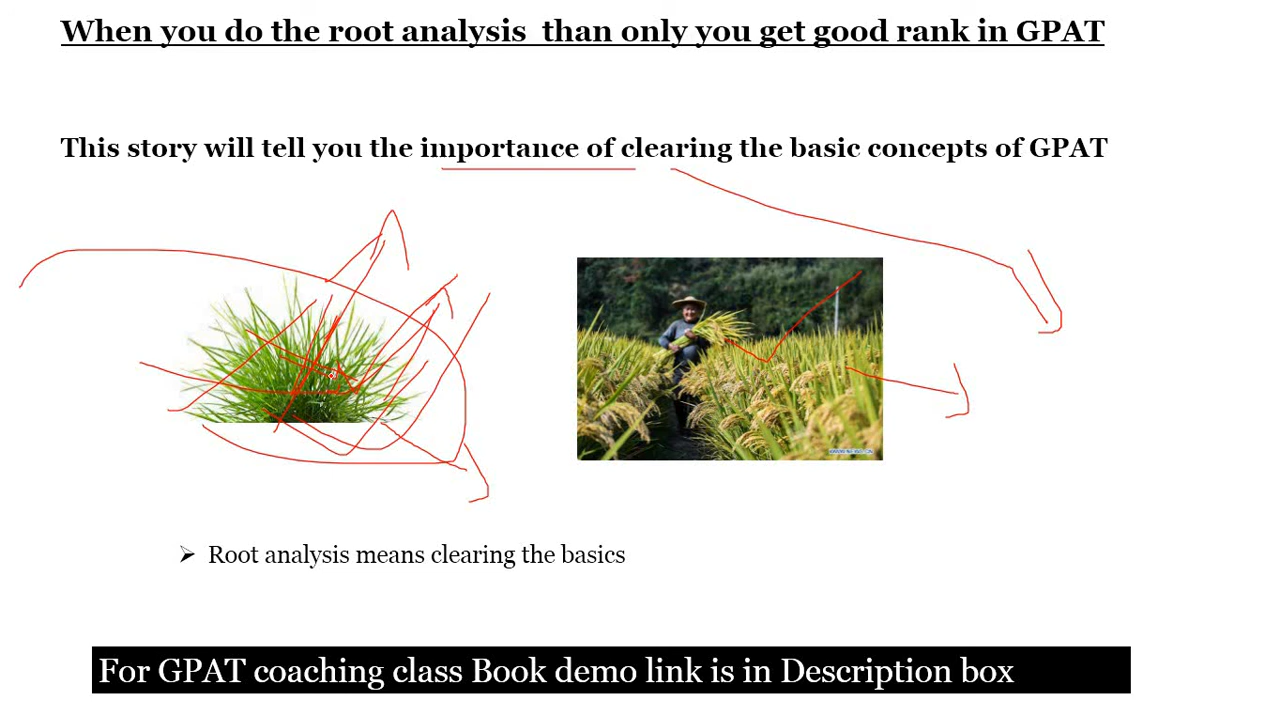 When you do the root analysis than only you get good rank in GPAT
This story will tell you the importance of clearing the basic concepts of GPAT
➢ Root analysis means clearing the basics
For GPAT coaching class Book demo link is in Description box